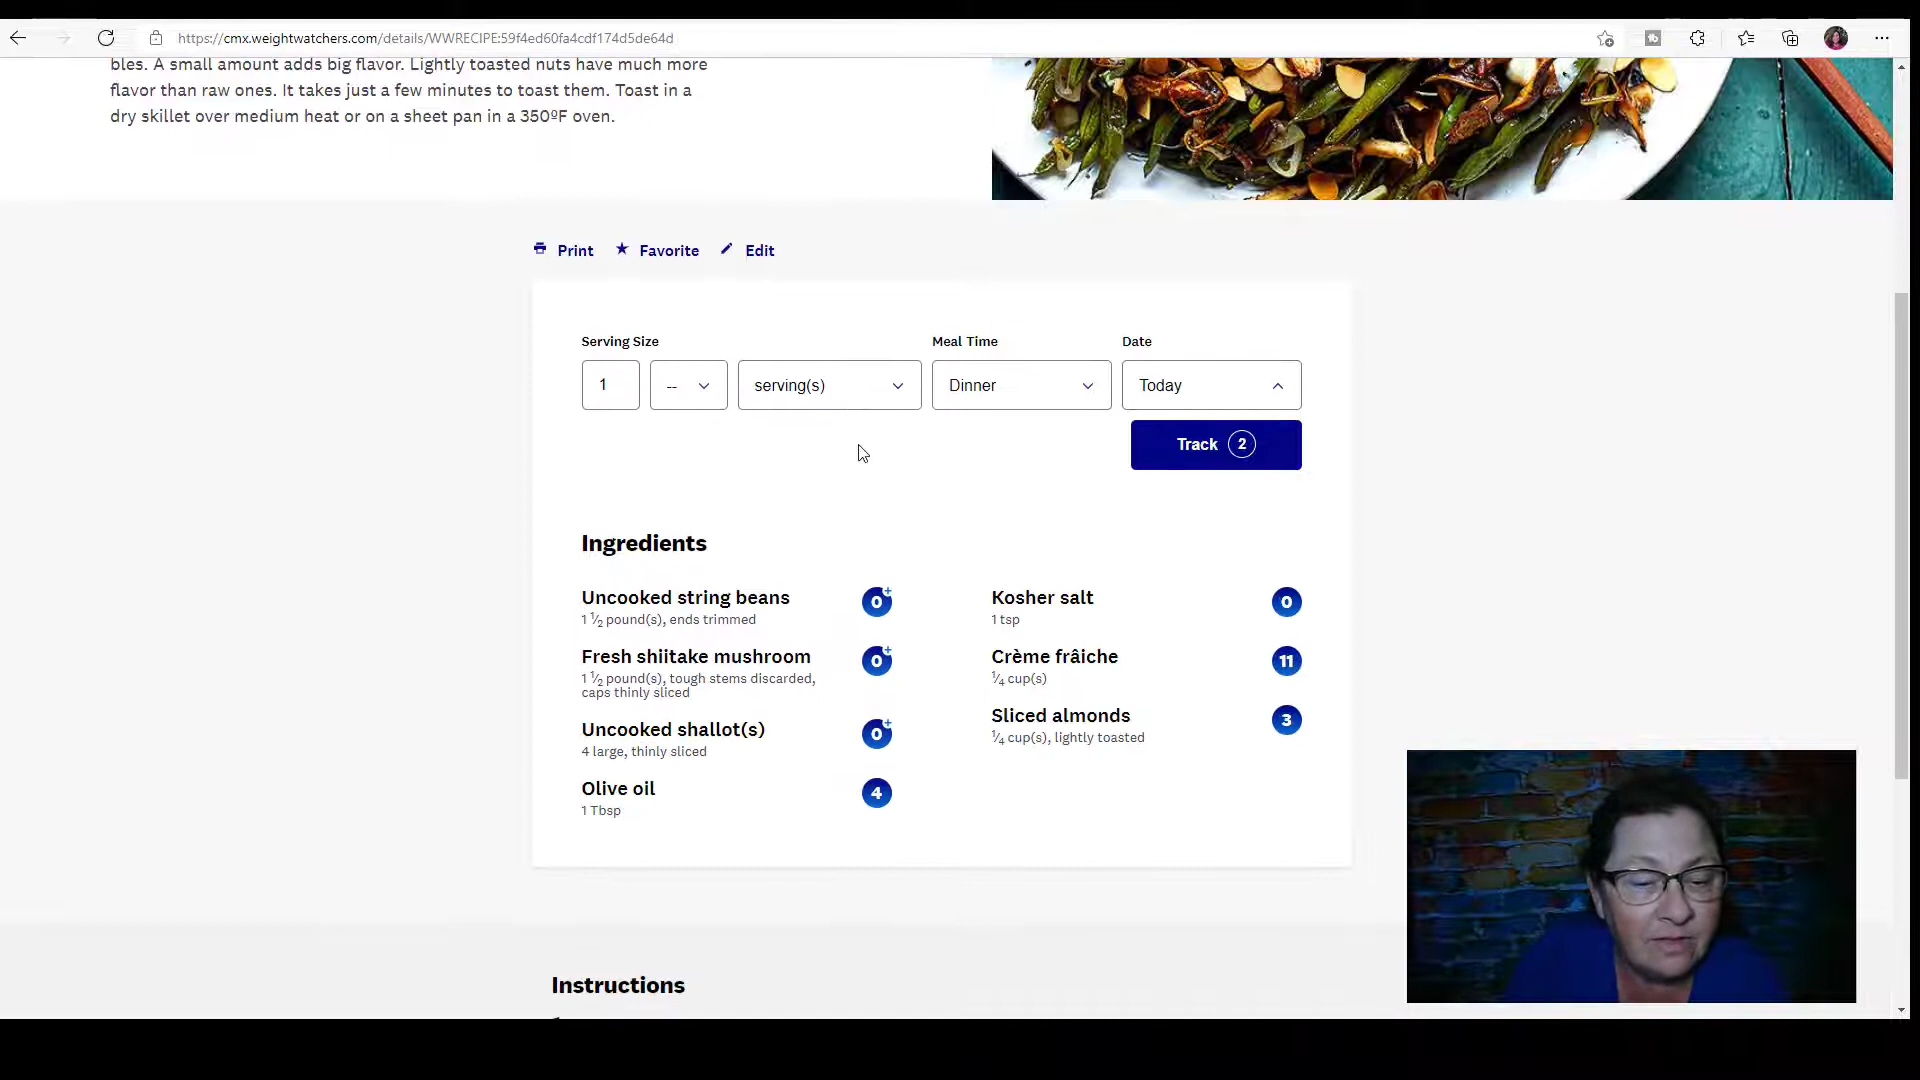 https://cmx.weightwatchers.com/details/WWRECIPE:59f4ed60fa4cdf174d5de64d
bles. A small amount adds big flavor. Lightly toasted nuts have much more
flavor than raw ones. It takes just a few minutes to toast them. Toast in a
dry skillet over medium heat or on a sheet pan in a 350ºF oven.
Print Favorite Edit
Serving Size Meal Time Date
1 -- serving(s) Dinner Today
Track 2
Ingredients
Uncooked string beans 0+
1 1/2 pound(s), ends trimmed
Fresh shiitake mushroom 0+
1 1/2 pound(s), tough stems discarded,
caps thinly sliced
Uncooked shallot(s) 0+
4 large, thinly sliced
Olive oil 4
1 Tbsp
Kosher salt 0
1 tsp
Crème frâiche 11
1/4 cup(s)
Sliced almonds 3
1/4 cup(s), lightly toasted
Instructions